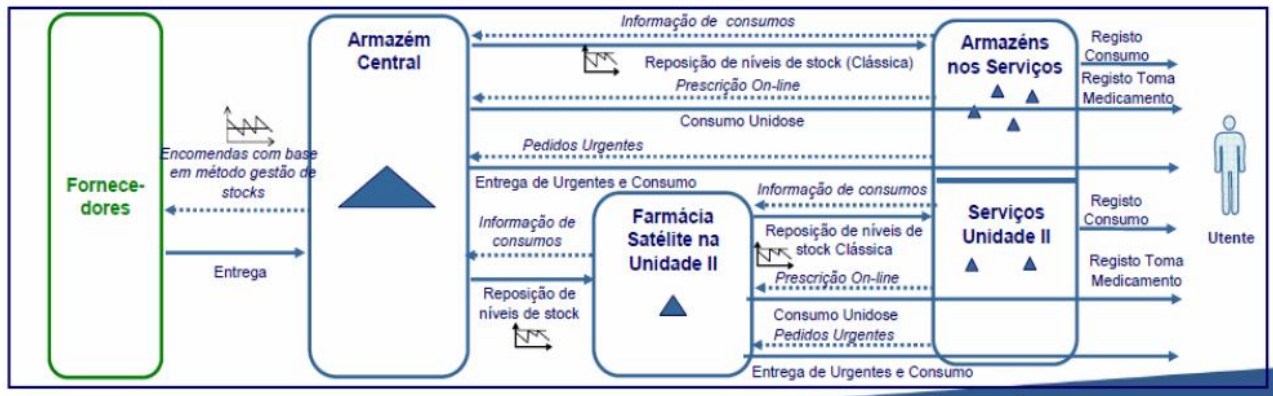 Fornece-
dores
Encomendas com base
em método gestão de
stocks
Entrega
Armazém
Central
Informação de consumos
Reposição de níveis de stock (Clássica)
Prescrição On-line
Consumo Unidose
Pedidos Urgentes
Entrega de Urgentes e Consumo
Informação de
consumos
Reposição de
níveis de stock
Farmácia
Satélite na
Unidade II
Informação de consumos
Reposição de níveis de
stock Clássica
Prescrição On-line
Consumo Unidose
Pedidos Urgentes
Entrega de Urgentes e Consumo
Armazéns
nos Serviços
Serviços
Unidade II
Registo
Consumo
Registo Toma
Medicamento
Registo
Consumo
Registo Toma
Medicamento
Utente